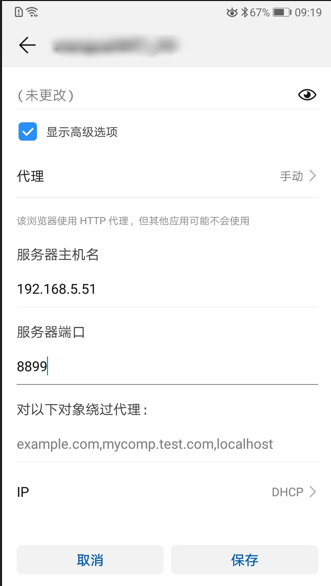 67% 09:19
(未更改)
显示高级选项
代理 手动
该浏览器使用 HTTP 代理，但其他应用可能不会使用
服务器主机名
192.168.5.51
服务器端口
8899
对以下对象绕过代理：
example.com,mycomp.test.com,localhost
IP DHCP
取消 保存